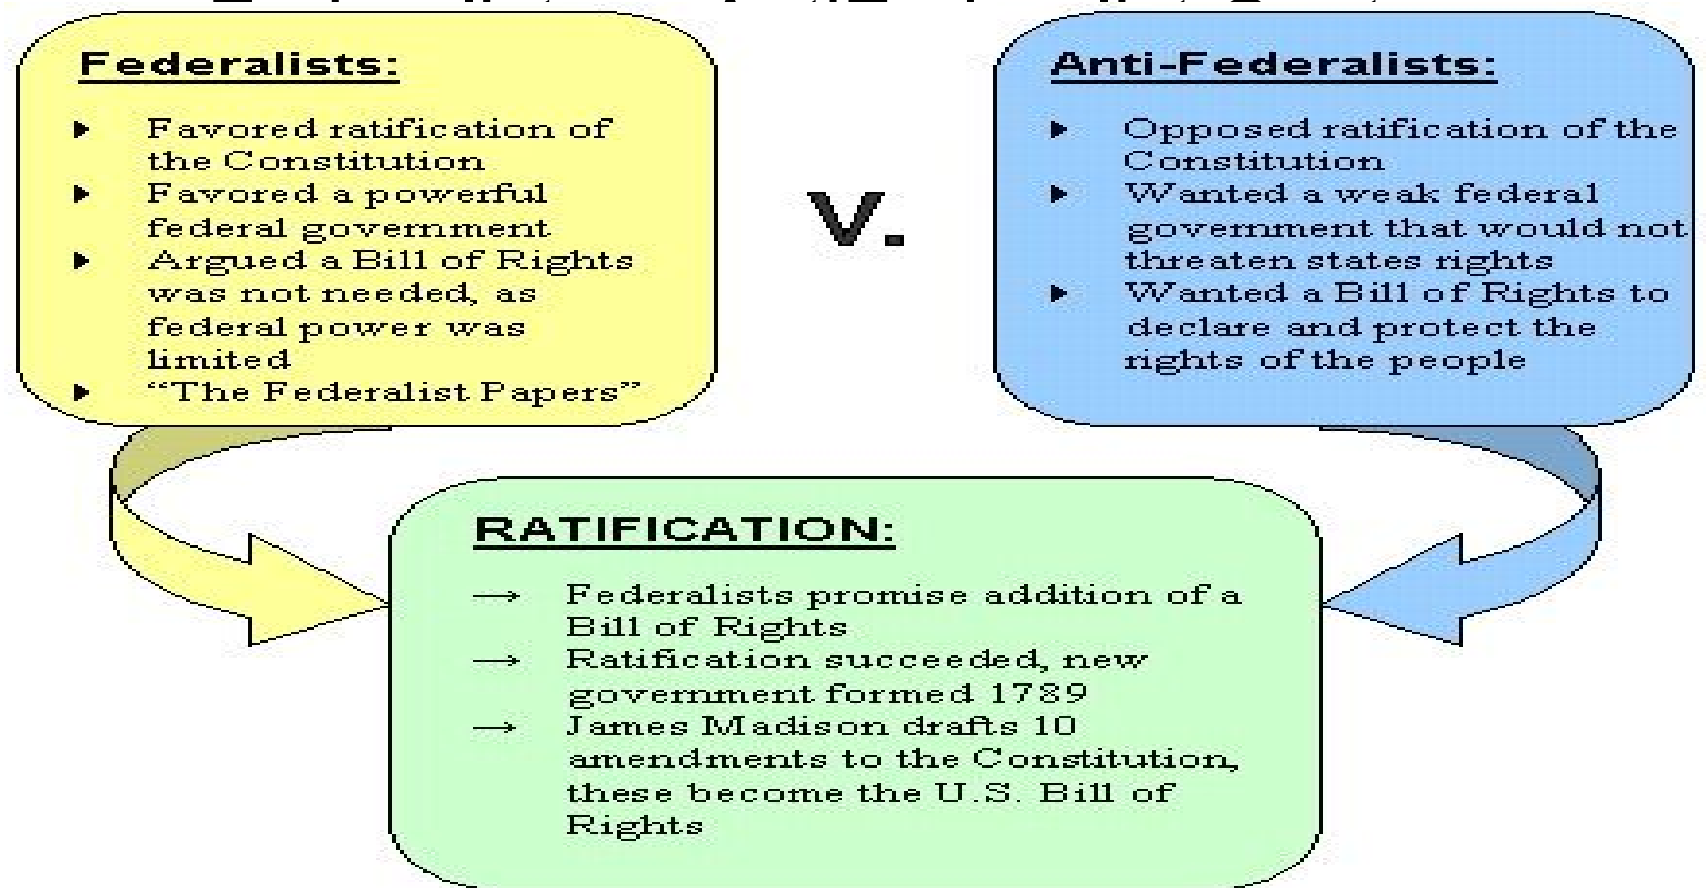 Federalists:
‣ Favored ratification of
the Constitution
‣ Favored a powerful
federal government
‣ Argued a Bill of Rights
was not needed, as
federal power was
limited
‣ “The Federalist Papers”
v.
Anti-Federalists:
‣ Opposed ratification of the
Constitution
‣ Wanted a weak federal
government that would not
threaten states rights
‣ Wanted a Bill of Rights to
declare and protect the
rights of the people
RATIFICATION:
→ Federalists promise addition of a
Bill of Rights
→ Ratification succeeded, new
government formed 1789
→ James Madison drafts 10
amendments to the Constitution,
these become the U.S. Bill of
Rights